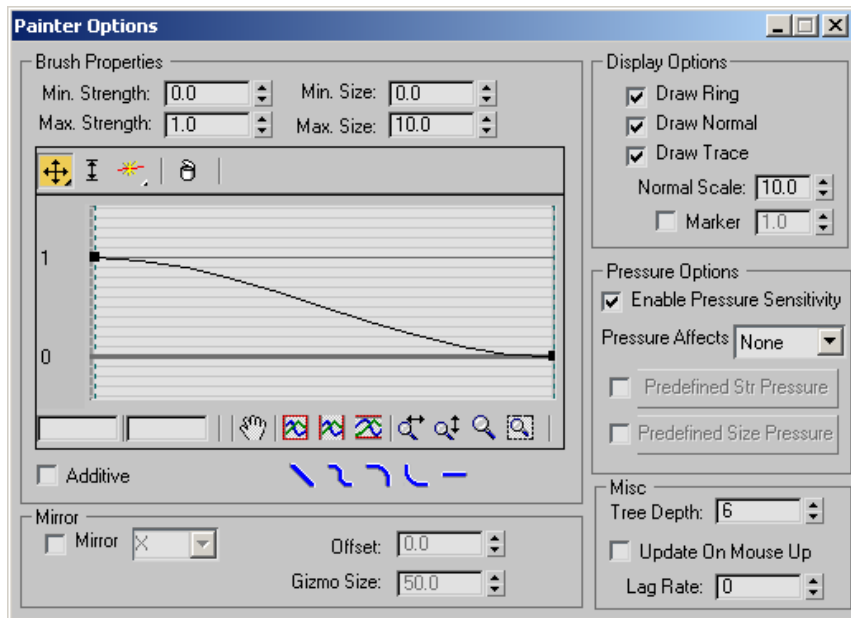 Painter Options
Brush Properties
Min. Strength: 0.0 Min. Size: 0.0
Max. Strength: 1.0 Max. Size: 10.0
1
0
Additive
Mirror
Mirror X Offset: 0.0
Gizmo Size: 50.0
Display Options
Draw Ring
Draw Normal
Draw Trace
Normal Scale: 10.0
Marker 1.0
Pressure Options
Enable Pressure Sensitivity
Pressure Affects None
Predefined Str Pressure
Predefined Size Pressure
Misc
Tree Depth: 6
Update On Mouse Up
Lag Rate: 0